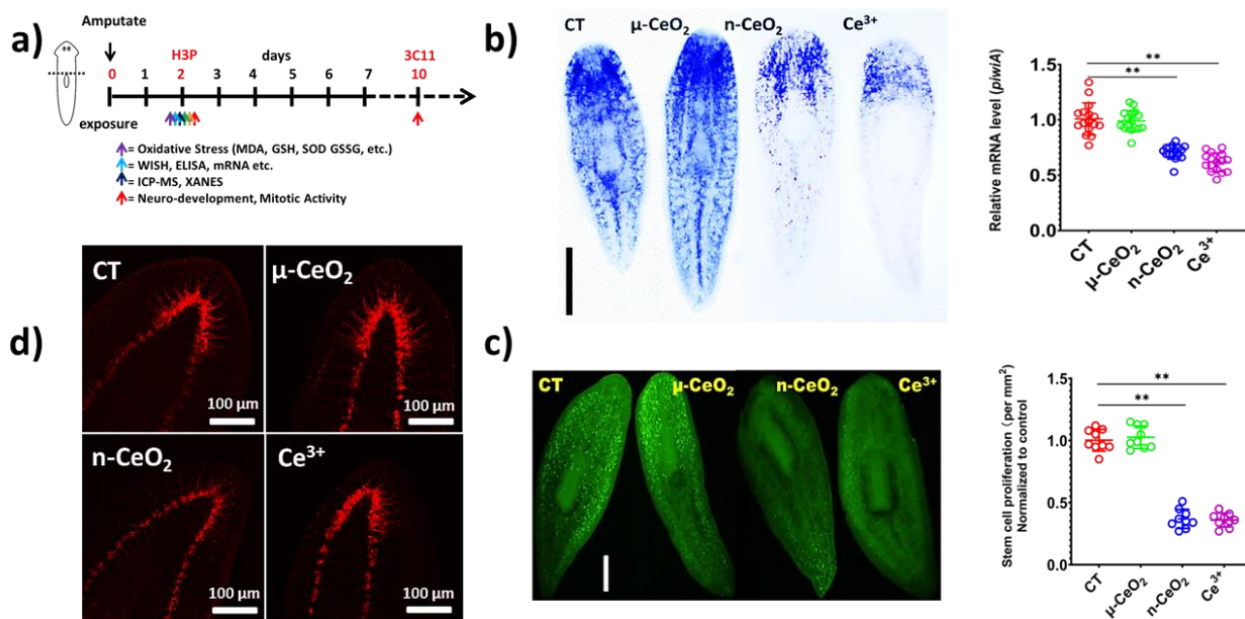 a)
Amputate
H3P
days
3C11
0 1 2 3 4 5 6 7 10
exposure
= Oxidative Stress (MDA, GSH, SOD GSSG, etc.)
= WISH, ELISA, mRNA etc.
= ICP-MS, XANES
= Neuro-development, Mitotic Activity
b)
CT
μ-CeO₂
n-CeO₂
Ce³⁺
Relative mRNA level (piwiA)
**
**
1.5
1.0
0.5
0.0
CT
μ-CeO₂
n-CeO₂
Ce³⁺
d)
CT
100 μm
μ-CeO₂
100 μm
n-CeO₂
100 μm
Ce³⁺
100 μm
c)
CT
μ-CeO₂
n-CeO₂
Ce³⁺
Stem cell proliferation (per mm²)
Normalized to control
**
**
1.5
1.0
0.5
0.0
CT
μ-CeO₂
n-CeO₂
Ce³⁺